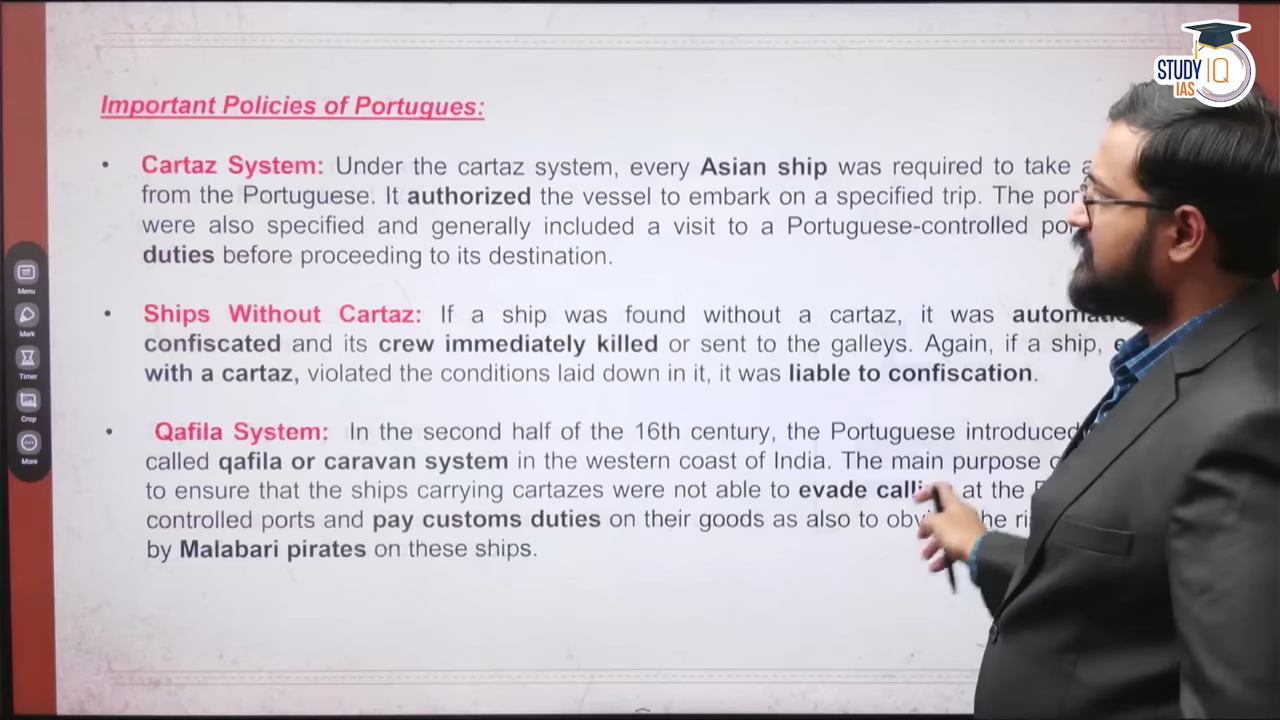 STUDY IQ
IAS
Important Policies of Portugues:
• Cartaz System: Under the cartaz system, every Asian ship was required to take
from the Portuguese. It authorized the vessel to embark on a specified trip. The
were also specified and generally included a visit to a Portuguese-controlled
duties before proceeding to its destination.
• Ships Without Cartaz: If a ship was found without a cartaz, it was
confiscated and its crew immediately killed or sent to the galleys. Again, if a ship,
with a cartaz, violated the conditions laid down in it, it was liable to confiscation.
• Qafila System: In the second half of the 16th century, the Portuguese introduced
called qafila or caravan system in the western coast of India. The main purpose
to ensure that the ships carrying cartazes were not able to evade at the
controlled ports and pay customs duties on their goods as also to
by Malabari pirates on these ships.
Menu
Mark
Timer
Crop
More